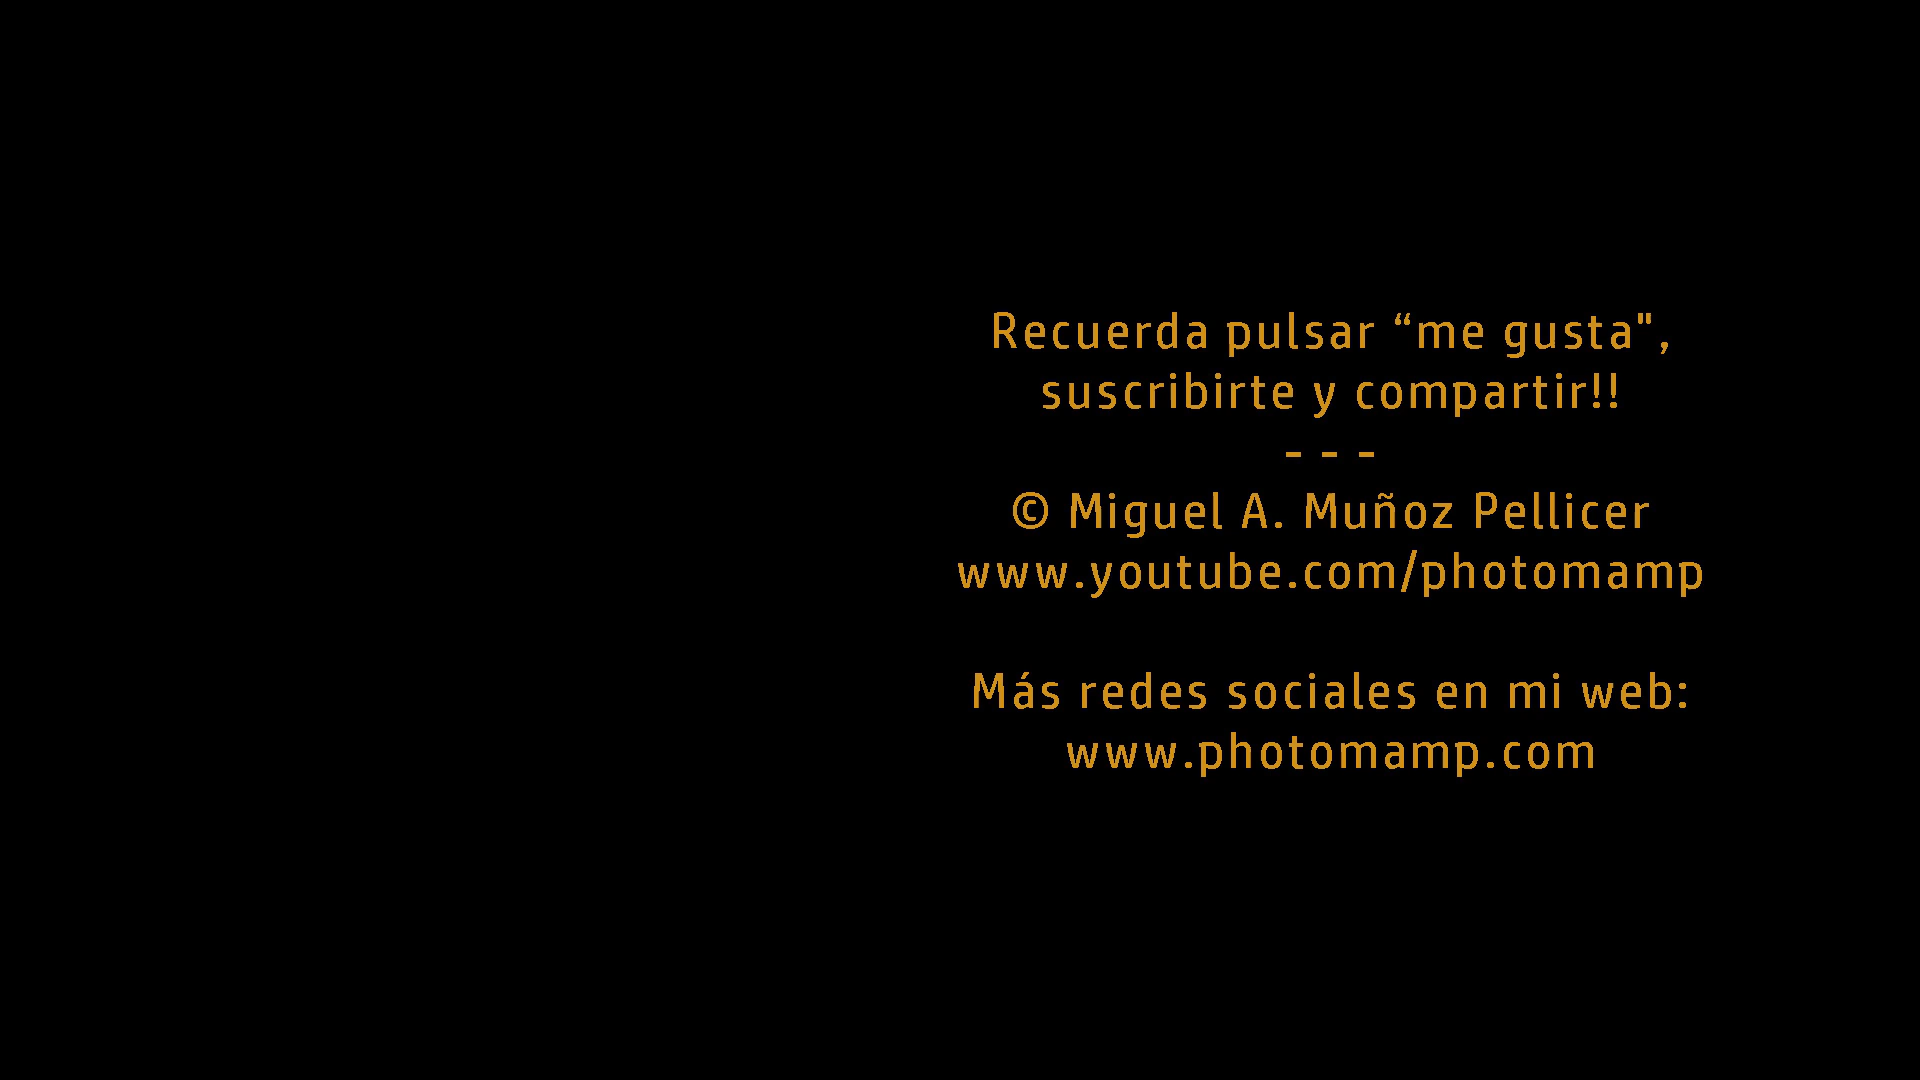 Recuerda pulsar “me gusta",
suscribirte y compartir!!
- - -
© Miguel A. Muñoz Pellicer
www.youtube.com/photomamp
Más redes sociales en mi web:
www.photomamp.com